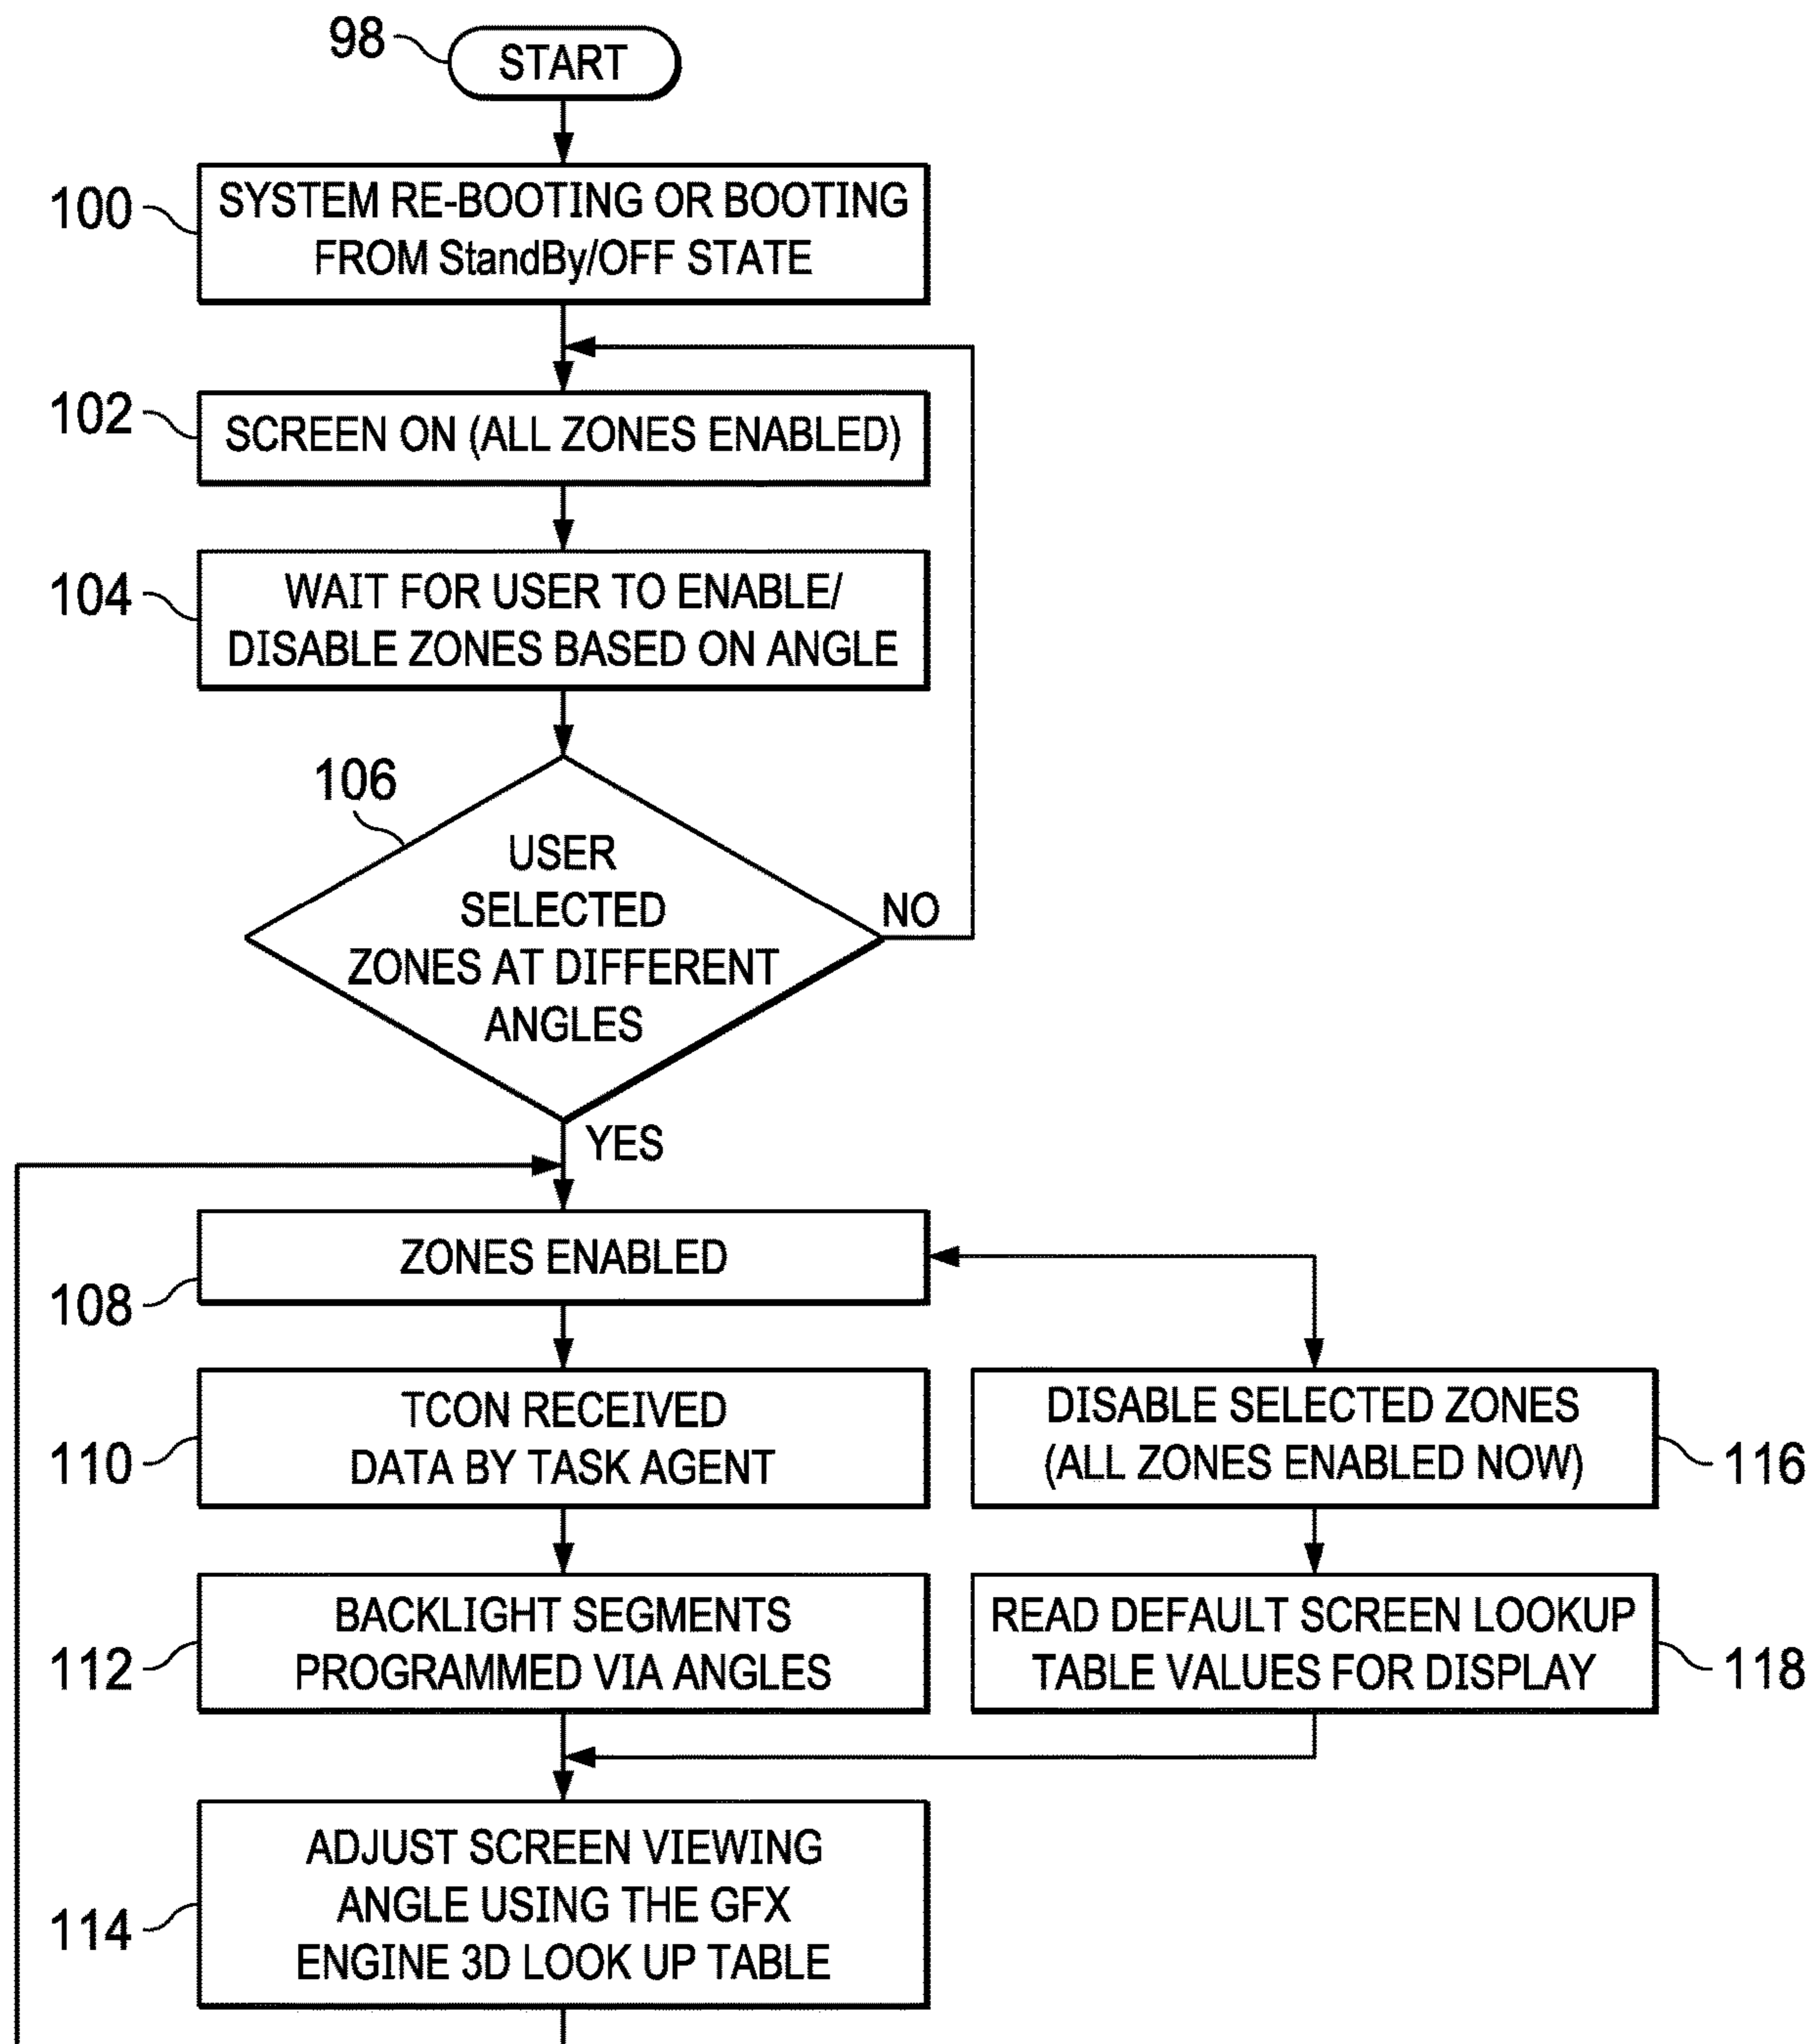 98
START
100
SYSTEM RE-BOOTING OR BOOTING
FROM StandBy/OFF STATE
102
SCREEN ON (ALL ZONES ENABLED)
104
WAIT FOR USER TO ENABLE/
DISABLE ZONES BASED ON ANGLE
106
USER
SELECTED
ZONES AT DIFFERENT
ANGLES
NO
YES
108
ZONES ENABLED
110
TCON RECEIVED
DATA BY TASK AGENT
DISABLE SELECTED ZONES
(ALL ZONES ENABLED NOW)
116
112
BACKLIGHT SEGMENTS
PROGRAMMED VIA ANGLES
READ DEFAULT SCREEN LOOKUP
TABLE VALUES FOR DISPLAY
118
114
ADJUST SCREEN VIEWING
ANGLE USING THE GFX
ENGINE 3D LOOK UP TABLE